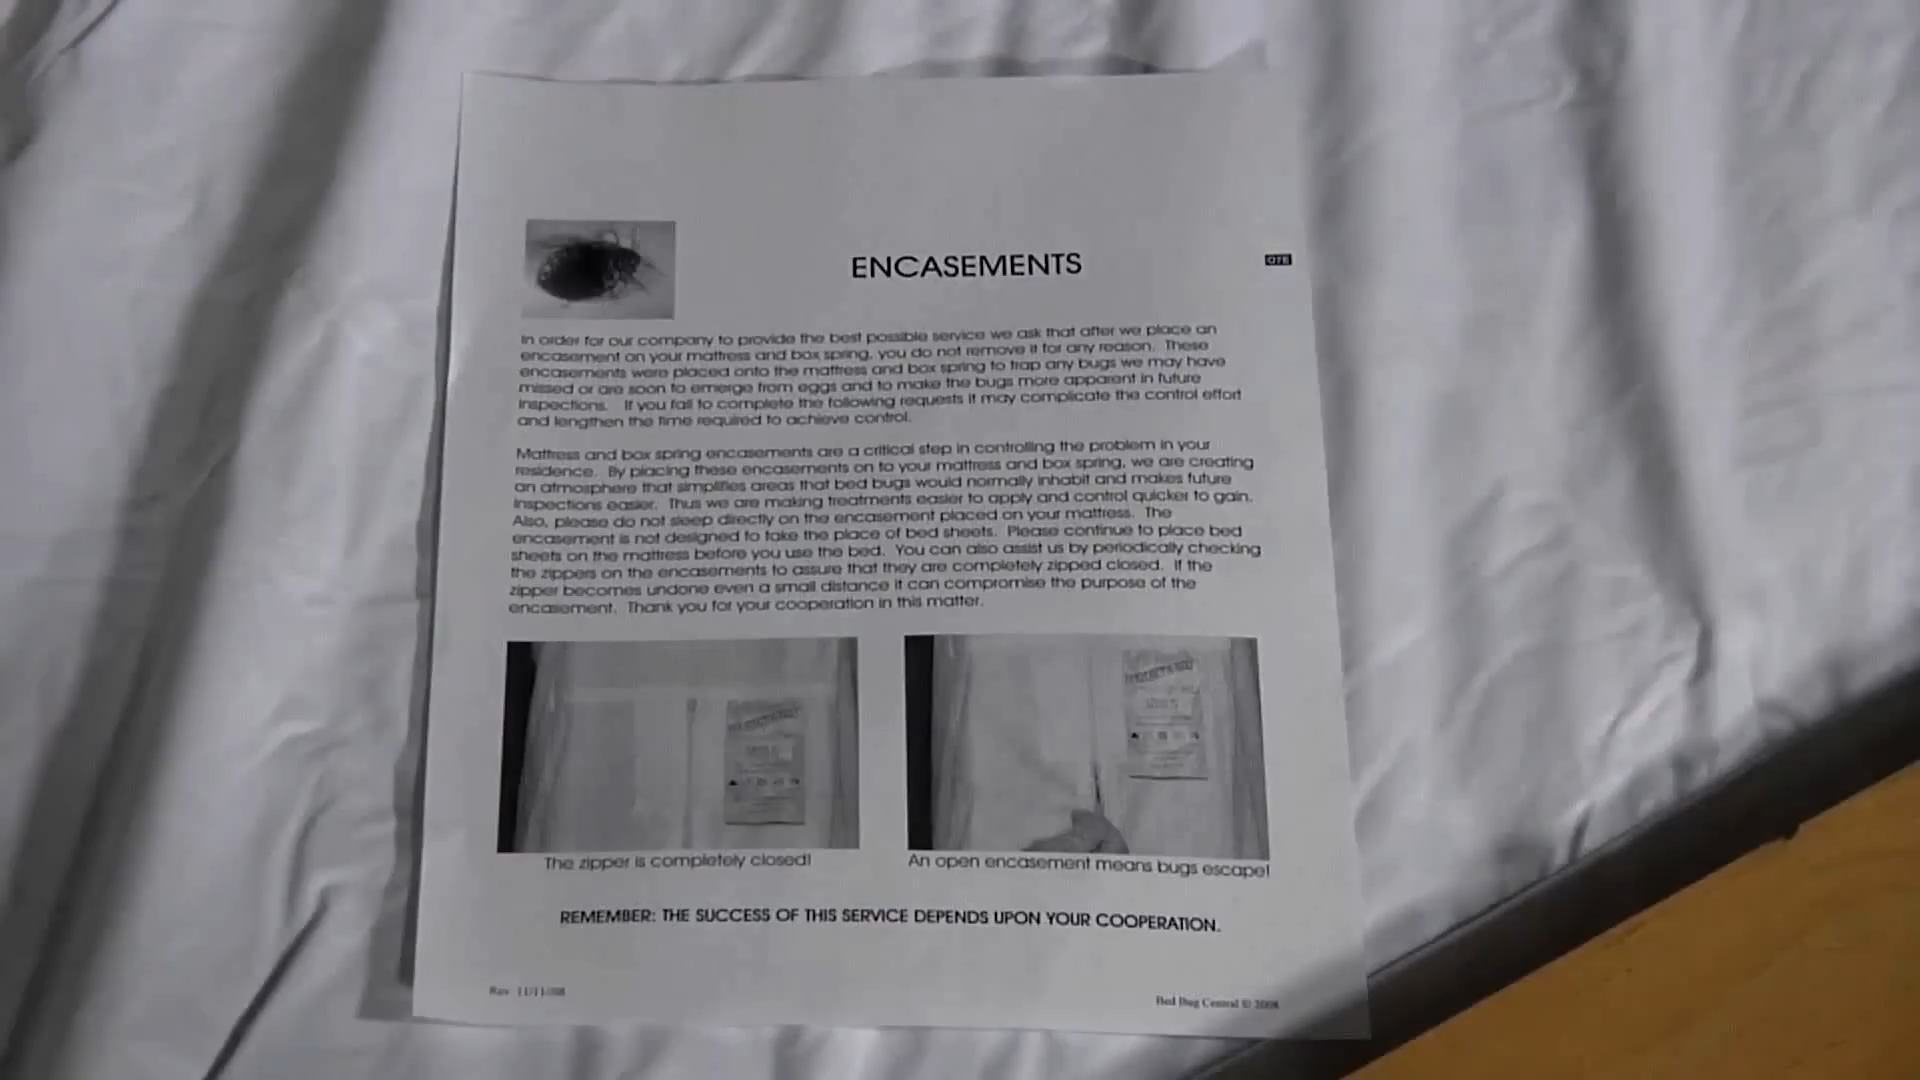 ENCASEMENTS
In order for our company to provide the best possible service we ask that after we place an
encasement on your mattress and box spring, you do not remove it for any reason. These
encasements were placed onto the mattress and box spring to trap any bugs we may have
missed or are soon to emerge from eggs and to make the bugs more apparent in future
inspections. If you fail to complete the following requests it may complicate the control effort
and lengthen the time required to achieve control.
Mattress and box spring encasements are a critical step in controlling the problem in your
residence. By placing these encasements on to your mattress and box spring, we are creating
an atmosphere that simplifies areas that bed bugs would normally inhabit and makes future
inspections easier. Thus we are making treatments easier to apply and control quicker to gain.
Also, please do not sleep directly on the encasement placed on your mattress. The
encasement is not designed to take the place of bed sheets. Please continue to place bed
sheets on the mattress before you use the bed. You can also assist us by periodically checking
the zippers on the encasements to assure that they are completely zipped closed. If the
zipper becomes undone even a small distance it can compromise the purpose of the
encasement. Thank you for your cooperation in this matter.
The zipper is completely closed!
An open encasement means bugs escape!
REMEMBER: THE SUCCESS OF THIS SERVICE DEPENDS UPON YOUR COOPERATION.
Rev. 11/11/08
Bed Bug Central © 2008